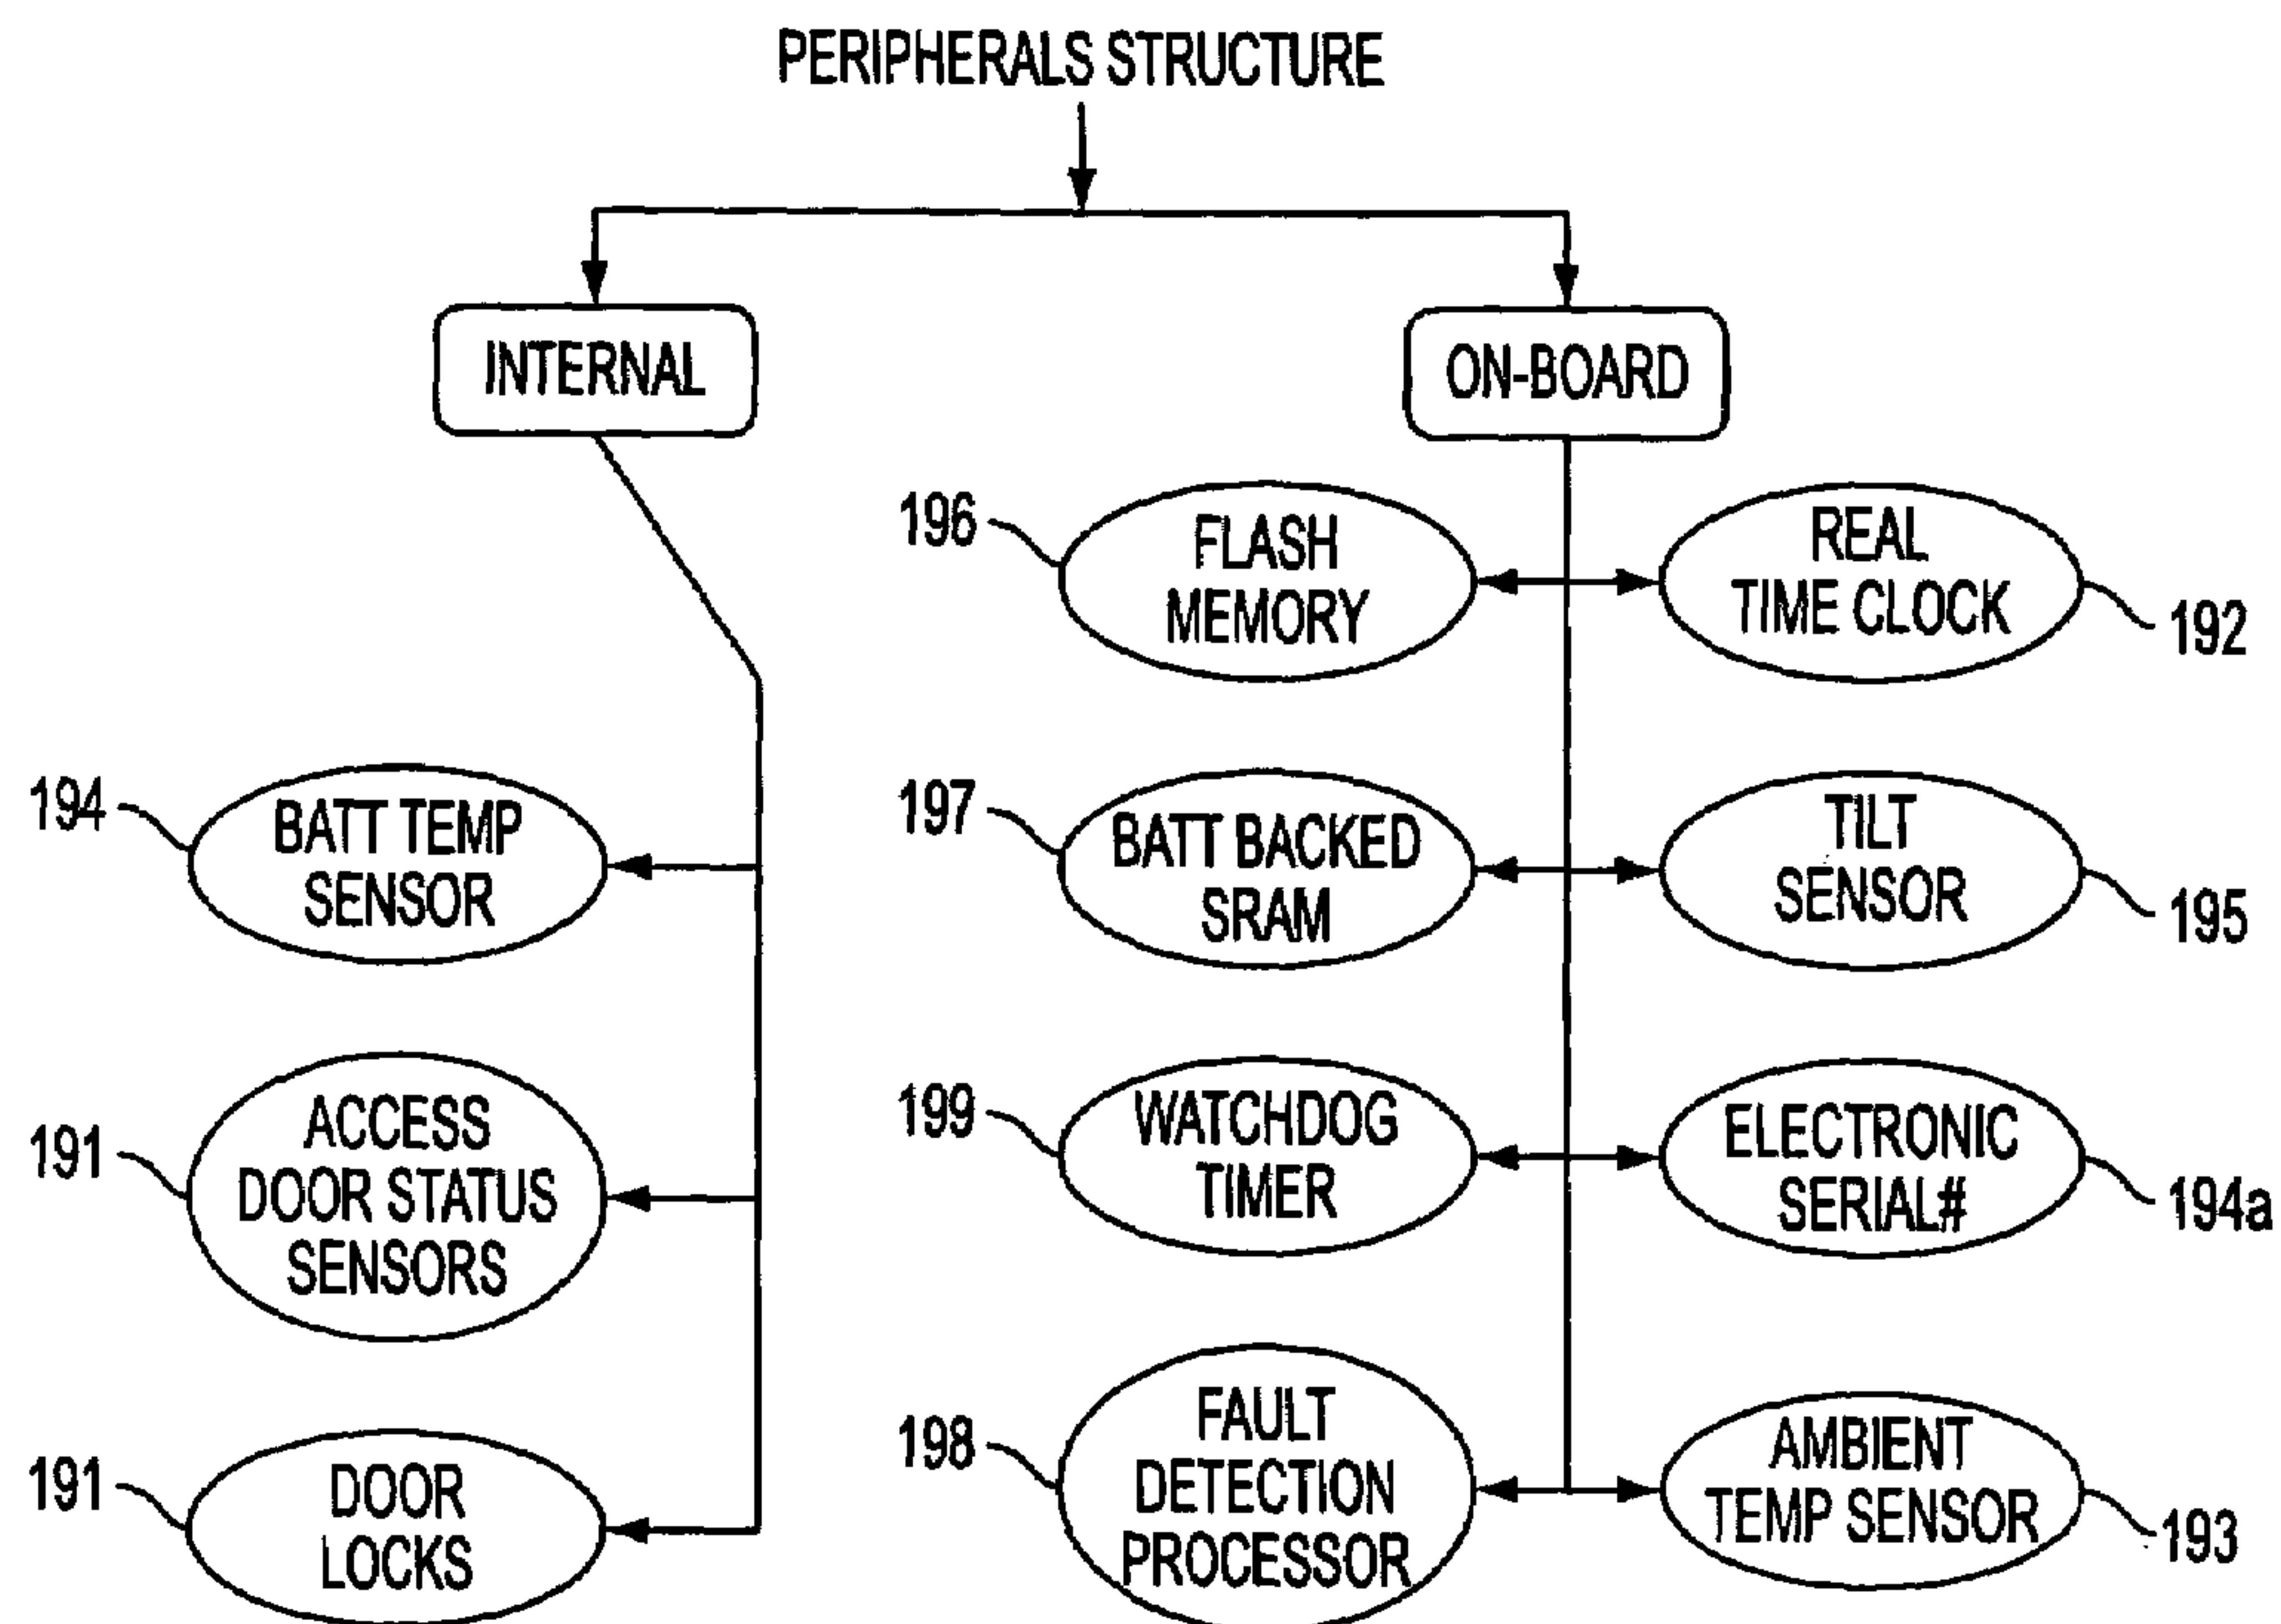 PERIPHERALS STRUCTURE
INTERNAL
ON-BOARD
194
BATT TEMP
SENSOR
191
ACCESS
DOOR STATUS
SENSORS
191
DOOR
LOCKS
196
FLASH
MEMORY
REAL
TIME CLOCK
192
197
BATT BACKED
SRAM
TILT
SENSOR
195
199
WATCHDOG
TIMER
ELECTRONIC
SERIAL#
194a
198
FAULT
DETECTION
PROCESSOR
AMBIENT
TEMP SENSOR
193